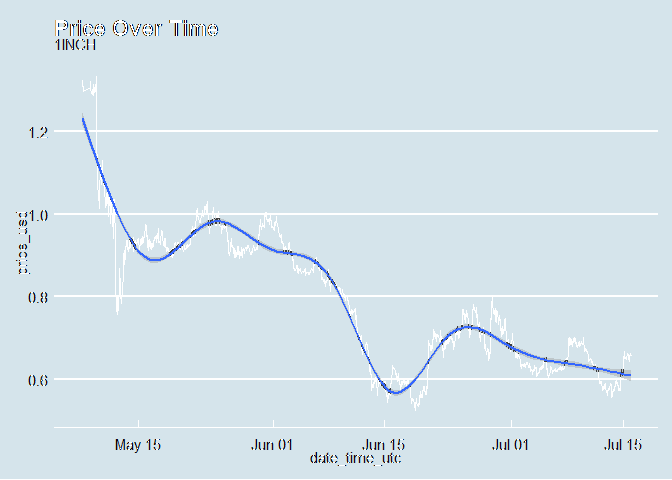 Price Over Time
1INCH
price_usd
1.2
1.0
0.8
0.6
May 15
Jun 01
Jun 15
Jul 01
Jul 15
date_time_utc